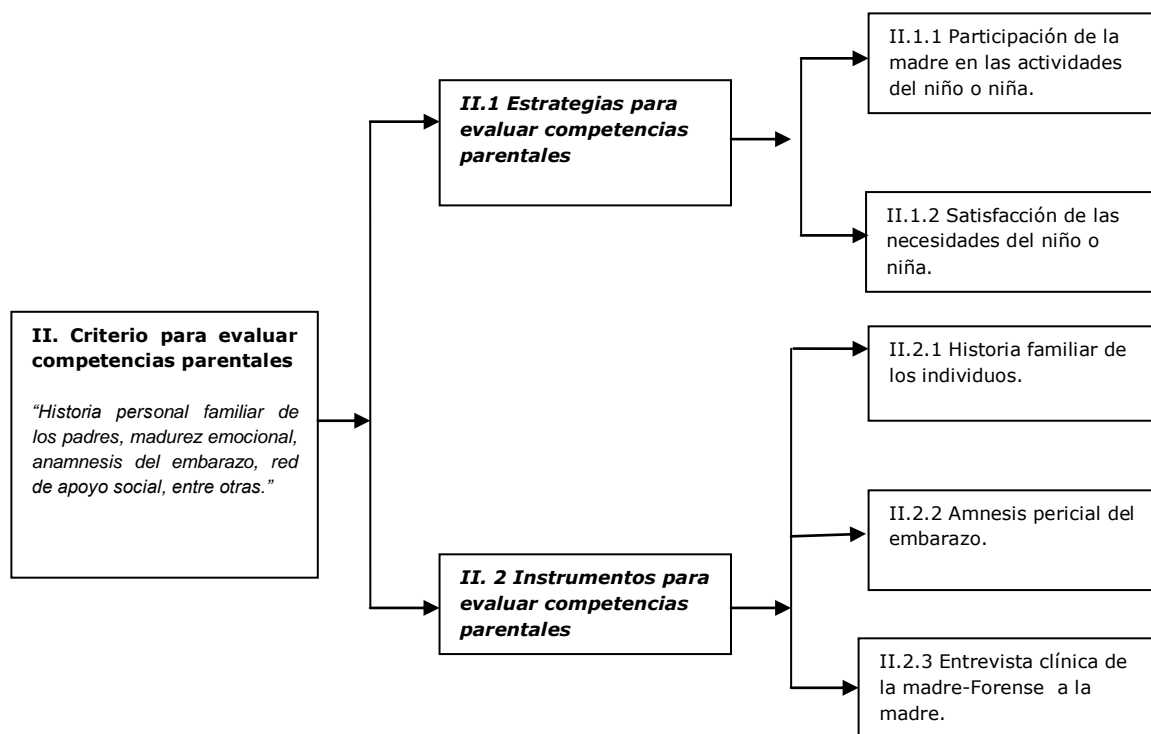 II. Criterio para evaluar
competencias parentales
“Historia personal familiar de
los padres, madurez emocional,
anamnesis del embarazo, red
de apoyo social, entre otras.”
II.1 Estrategias para
evaluar competencias
parentales
II.1.1 Participación de la
madre en las actividades
del niño o niña.
II.1.2 Satisfacción de las
necesidades del niño o
niña.
II. 2 Instrumentos para
evaluar competencias
parentales
II.2.1 Historia familiar de
los individuos.
II.2.2 Amnesis pericial del
embarazo.
II.2.3 Entrevista clínica de
la madre-Forense  a la
madre.